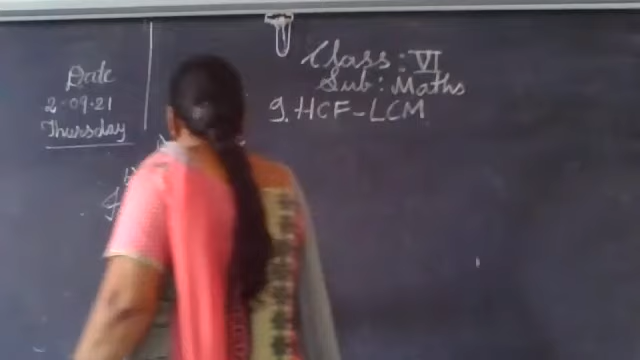 Date
2-09-21
Thursday
Class : VI
Sub : Maths
9. HCF - LCM